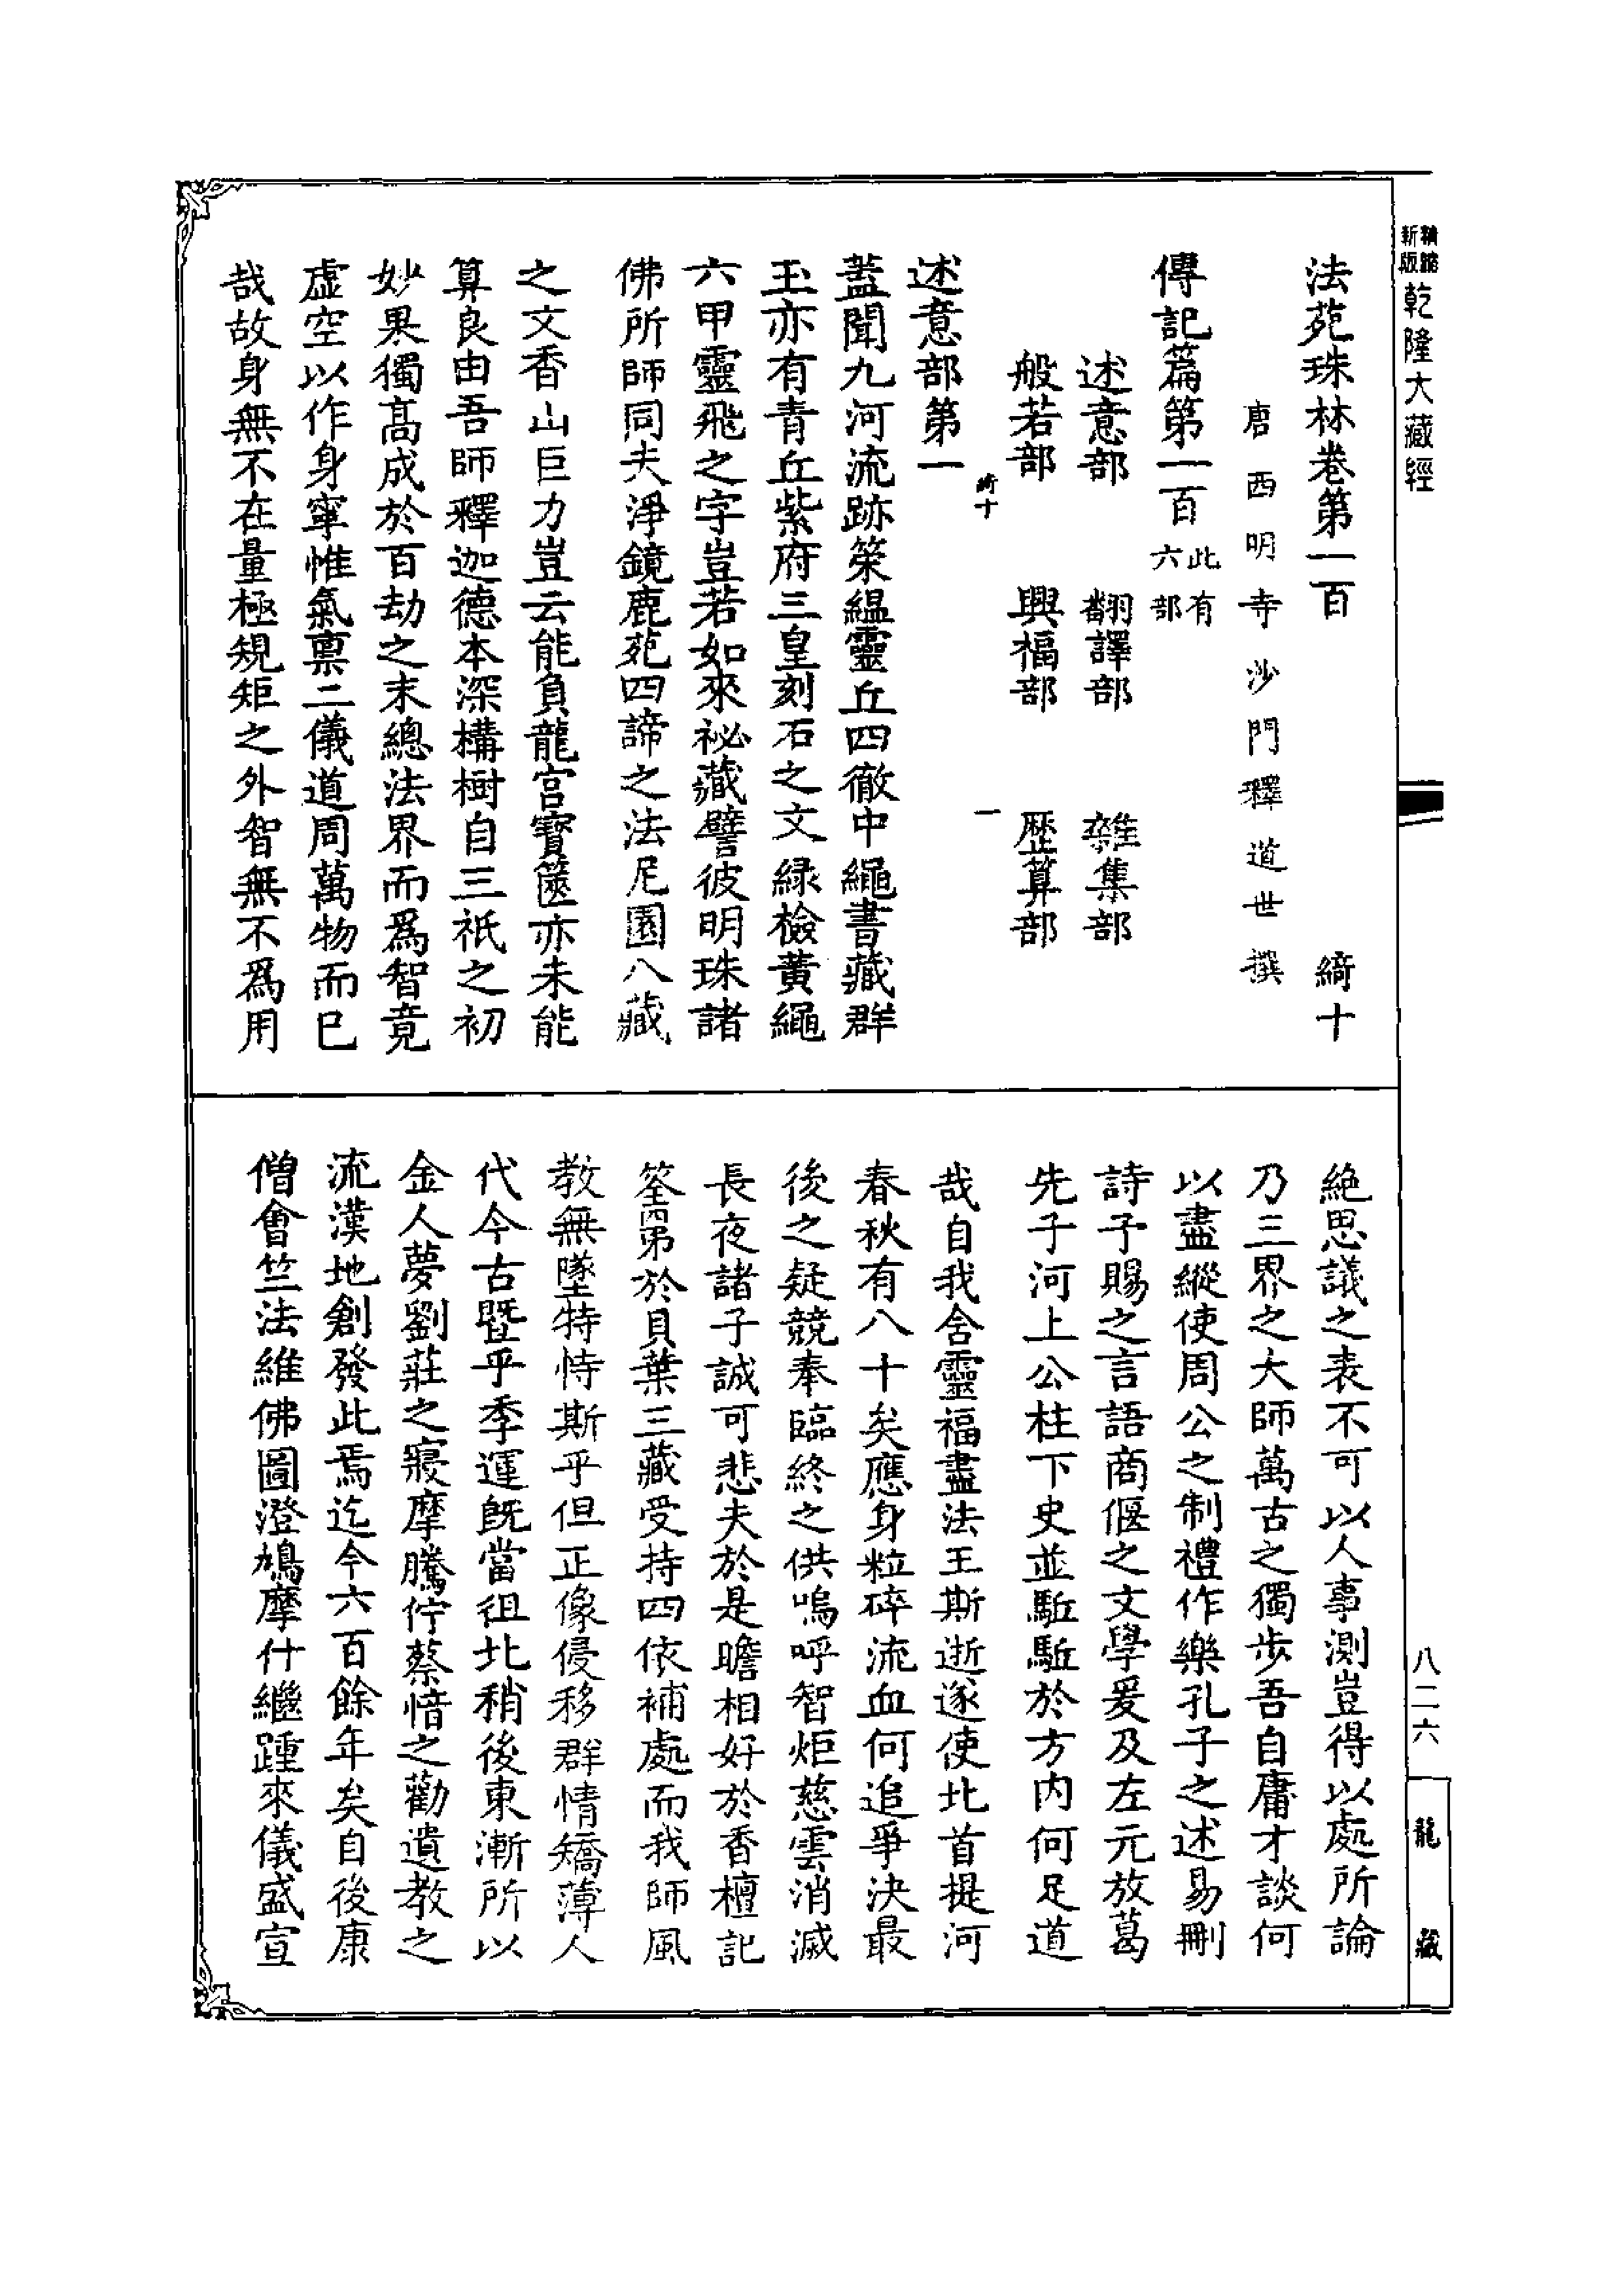 精縮新版乾隆大藏經
法苑珠林卷第一百 綺十
唐西明寺沙門釋道世撰
傳記篇第一百此有六部
述意部 翻譯部 雜集部
般若部 興福部 歷算部
綺十 一
述意部第一
蓋聞九河流跡策緼靈丘四徹中繩書藏群
玉亦有青丘紫府三皇刻石之文綠檢黃繩
六甲靈飛之字豈若如來祕藏譬彼明珠諸
佛所師同夫淨鏡鹿苑四諦之法尼園八藏
之文香山巨力豈云能負龍宮寶篋亦未能
算良由吾師釋迦德本深構樹自三祇之初
妙果獨高成於百劫之末總法界而爲智竟
虛空以作身寧惟氣禀二儀道周萬物而已
哉故身無不在量極規矩之外智無不爲用
絕思議之表不可以人事測豈得以處所論
乃三界之大師萬古之獨步吾自庸才談何
以盡縱使周公之制禮作樂孔子之述易刪
詩予賜之言語商偃之文學爰及左元放葛
先子河上公柱下史並駈駈於方內何足道
哉自我舍靈福盡法王斯逝遂使北首提河
春秋有八十矣應身粒碎流血何追爭決最
後之疑競奉臨終之供嗚呼智炬慈雲消滅
長夜諸子誠可悲夫於是瞻相好於香檀記
筌苐於貝葉三藏受持四依補處而我師風
教無墜特恃斯乎但正像侵移群情矯薄人
代今古暨乎季運旣當徂北稍後東漸所以
金人夢劉莊之寢摩騰佇蔡愔之勸遺教之
流漢地創發此焉迄今六百餘年矣自後康
僧會竺法維佛圖澄鳩摩什繼踵來儀盛宣
八二六
龍藏